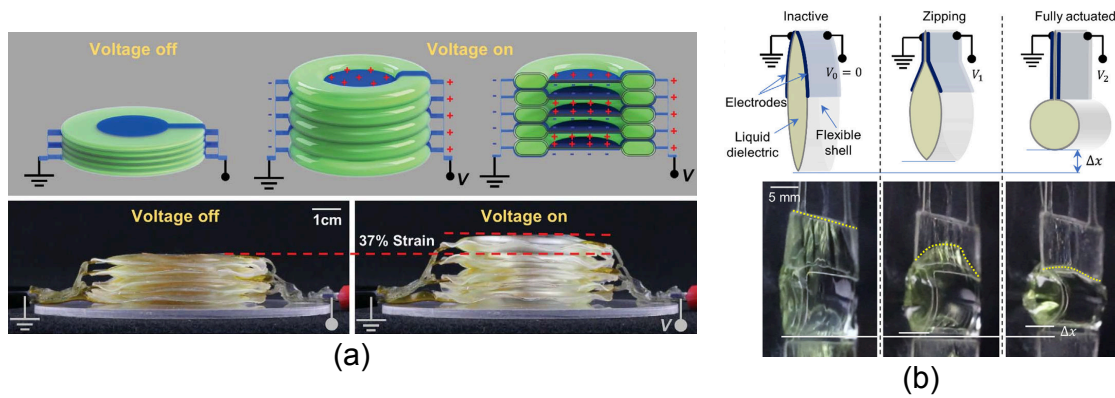 Voltage off
Voltage on
V
V
Voltage off
1cm
Voltage on
37% Strain
V
(a)
(b)
Inactive
Zipping
Fully actuated
V₀ = 0
V₁
V₂
Electrodes
Liquid
dielectric
Flexible
shell
Δx
5 mm
Δx